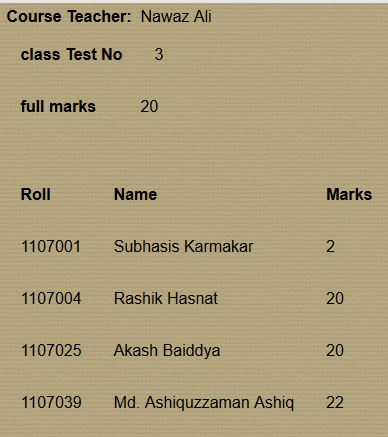 Course Teacher: Nawaz Ali
class Test No 3
full marks 20
Roll Name Marks
1107001 Subhasis Karmakar 2
1107004 Rashik Hasnat 20
1107025 Akash Baiddya 20
1107039 Md. Ashiquzzaman Ashiq 22